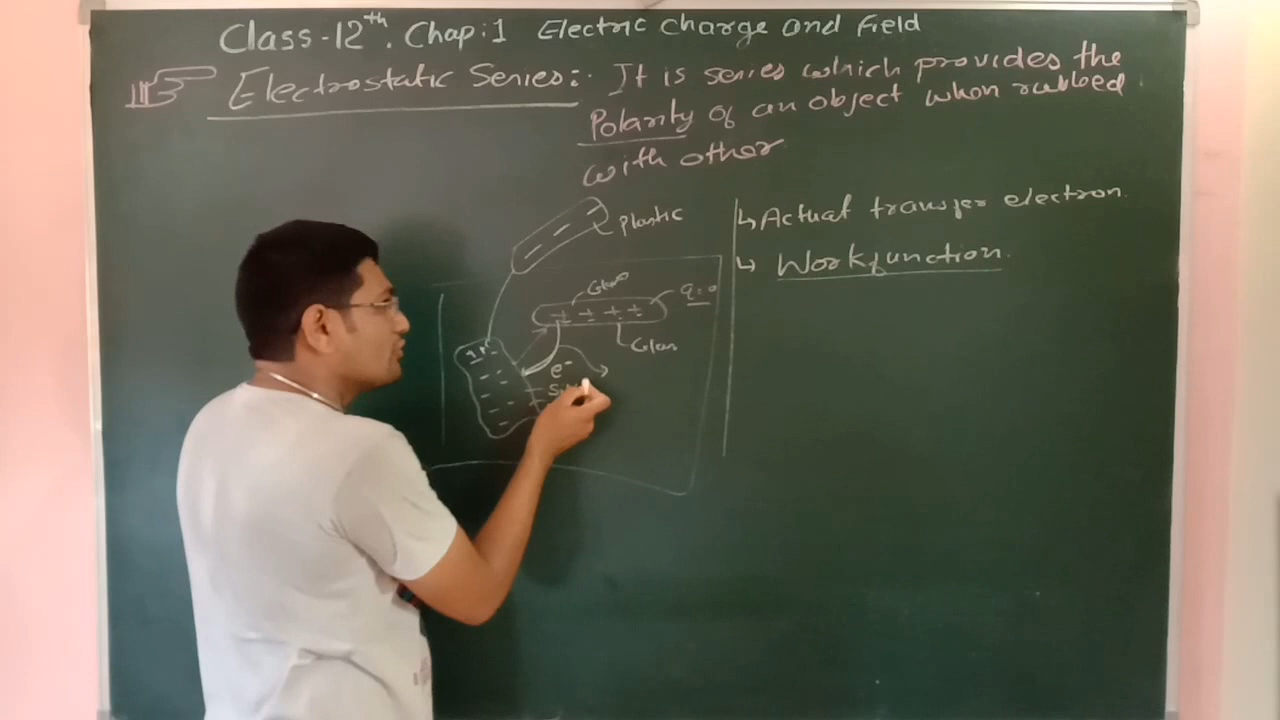 Class-12th. Chap:1 Electric Charge and Field
Electrostatic Series:- It is series which provides the
Polarity of an object when rubbed
with other
Plastic
Glass
q=0
Glass
e-
↳ Actual transfer electron.
↳ Workfunction.